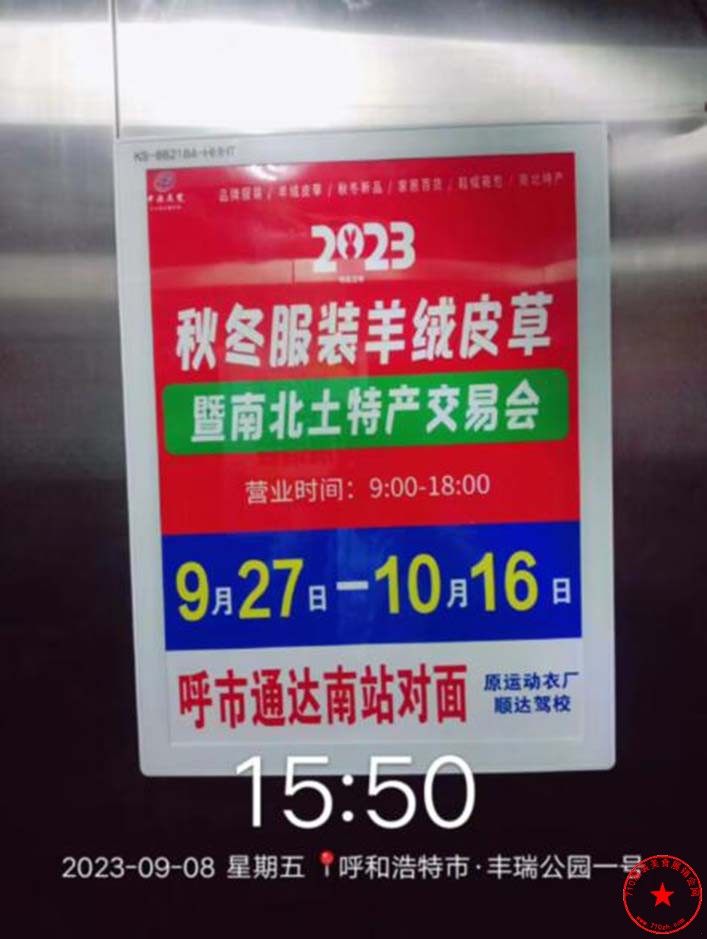 品牌服装 / 羊绒皮草 / 秋冬新品 / 家居百货 / 鞋帽箱包 / 南北特产
2023
秋冬服装羊绒皮草
暨南北土特产交易会
营业时间：9:00-18:00
9月27日-10月16日
呼市通达南站对面
原运动衣厂
顺达驾校
15:50
2023-09-08 星期五 呼和浩特市·丰瑞公园一号